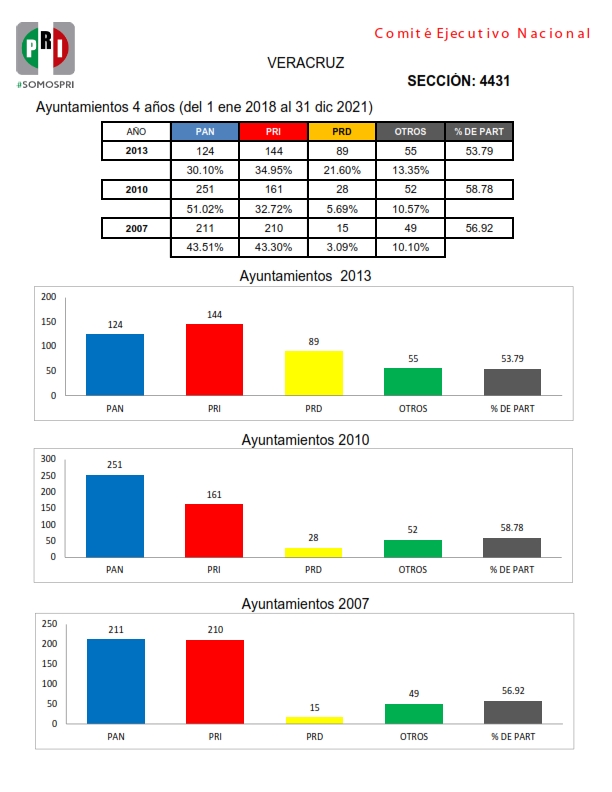 Comité Ejecutivo Nacional
PRI
#SOMOSPRI
VERACRUZ
SECCIÓN: 4431
Ayuntamientos 4 años (del 1 ene 2018 al 31 dic 2021)
AÑO PAN PRI PRD OTROS % DE PART
2013 124 144 89 55 53.79
30.10% 34.95% 21.60% 13.35%
2010 251 161 28 52 58.78
51.02% 32.72% 5.69% 10.57%
2007 211 210 15 49 56.92
43.51% 43.30% 3.09% 10.10%
Ayuntamientos 2013
200
150
100
50
0
124 144 89 55 53.79
PAN PRI PRD OTROS % DE PART
Ayuntamientos 2010
300
250
200
150
100
50
0
251 161 28 52 58.78
PAN PRI PRD OTROS % DE PART
Ayuntamientos 2007
250
200
150
100
50
0
211 210 15 49 56.92
PAN PRI PRD OTROS % DE PART